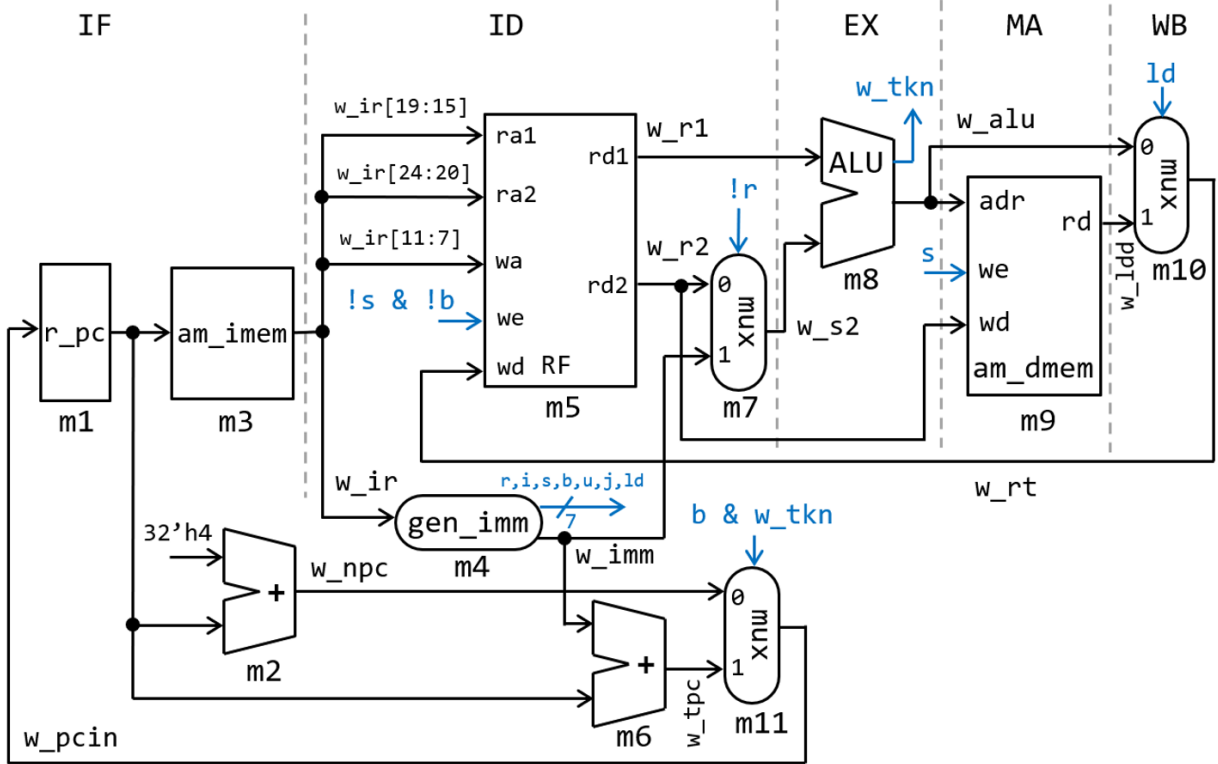 IF
ID
EX
MA
WB
w_ir[19:15]
w_ir[24:20]
w_ir[11:7]
!s & !b
ra1
ra2
wa
we
wd RF
rd1
rd2
m5
w_r1
w_r2
!r
0
1
mux
m7
w_s2
w_tkn
ALU
m8
w_alu
s
adr
rd
we
wd
am_dmem
m9
w_ldd
ld
0
1
mux
m10
w_rt
r_pc
m1
am_imem
m3
w_ir
r,i,s,b,u,j,ld
7
gen_imm
m4
w_imm
32’h4
+
m2
w_npc
+
m6
w_tpc
b & w_tkn
0
1
mux
m11
w_pcin